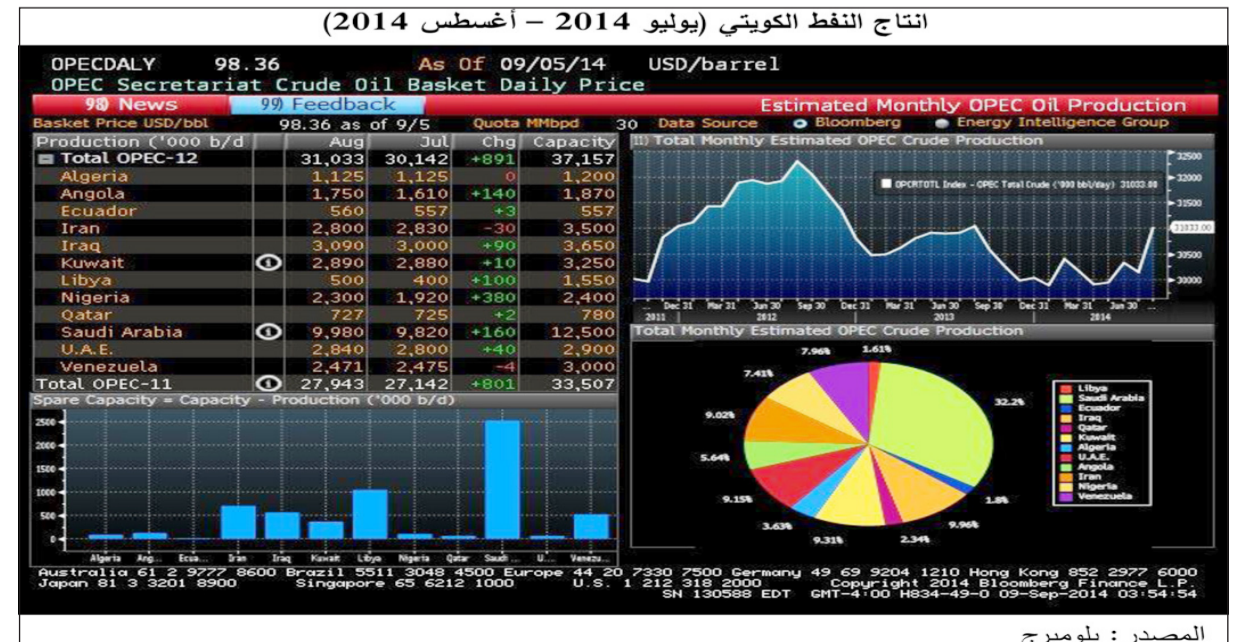 انتاج النفط الكويتي (يوليو 2014 – أغسطس 2014)
OPECDALY 98.36 As Of 09/05/14 USD/barrel
OPEC Secretariat Crude Oil Basket Daily Price
98) News 99) Feedback Estimated Monthly OPEC Oil Production
Basket Price USD/bbl 98.36 as of 9/5 Quota MMbpd 30 Data Source Bloomberg Energy Intelligence Group
Production ('000 b/d Aug Jul Chg Capacity
Total OPEC-12 31,033 30,142 +891 37,157
Algeria 1,125 1,125 0 1,200
Angola 1,750 1,610 +140 1,870
Ecuador 560 557 +3 557
Iran 2,800 2,830 -30 3,500
Iraq 3,090 3,000 +90 3,650
Kuwait 2,890 2,880 +10 3,250
Libya 500 400 +100 1,550
Nigeria 2,300 1,920 +380 2,400
Qatar 727 725 +2 780
Saudi Arabia 9,980 9,820 +160 12,500
U.A.E. 2,840 2,800 +40 2,900
Venezuela 2,471 2,475 -4 3,000
Total OPEC-11 27,943 27,142 +801 33,507
11) Total Monthly Estimated OPEC Crude Production
OPCRTOTL Index - OPEC Total Crude ('000 bbl/day) 31033.00
32500
32000
31500
31033.00
30500
30000
Dec 31 Mar 31 Jun 30 Sep 30 Dec 31 Mar 31 Jun 30 Sep 30 Dec 31 Mar 31 Jun 30 ...
2011 2012 2013 2014
Spare Capacity = Capacity - Production ('000 b/d)
2500
2000
1500
1000
500
0
Algeria Ang... Ecua... Iran Iraq Kuwait Libya Nigeria Qatar Saudi ... U... Venezu...
Total Monthly Estimated OPEC Crude Production
7.96% 1.61%
7.41%
32.2%
9.02%
5.64%
9.15%
1.8%
3.63%
9.96%
9.31%
2.34%
Libya
Saudi Arabia
Ecuador
Iraq
Qatar
Kuwait
Algeria
U.A.E.
Angola
Iran
Nigeria
Venezuela
Australia 61 2 9777 8600 Brazil 5511 3048 4500 Europe 44 20 7330 7500 Germany 49 69 9204 1210 Hong Kong 852 2977 6000
Japan 81 3 3201 8900 Singapore 65 6212 1000 U.S. 1 212 318 2000 Copyright 2014 Bloomberg Finance L.P.
SN 130588 EDT GMT-4:00 H834-49-0 09-Sep-2014 03:54:54
المصدر : بلومبرج